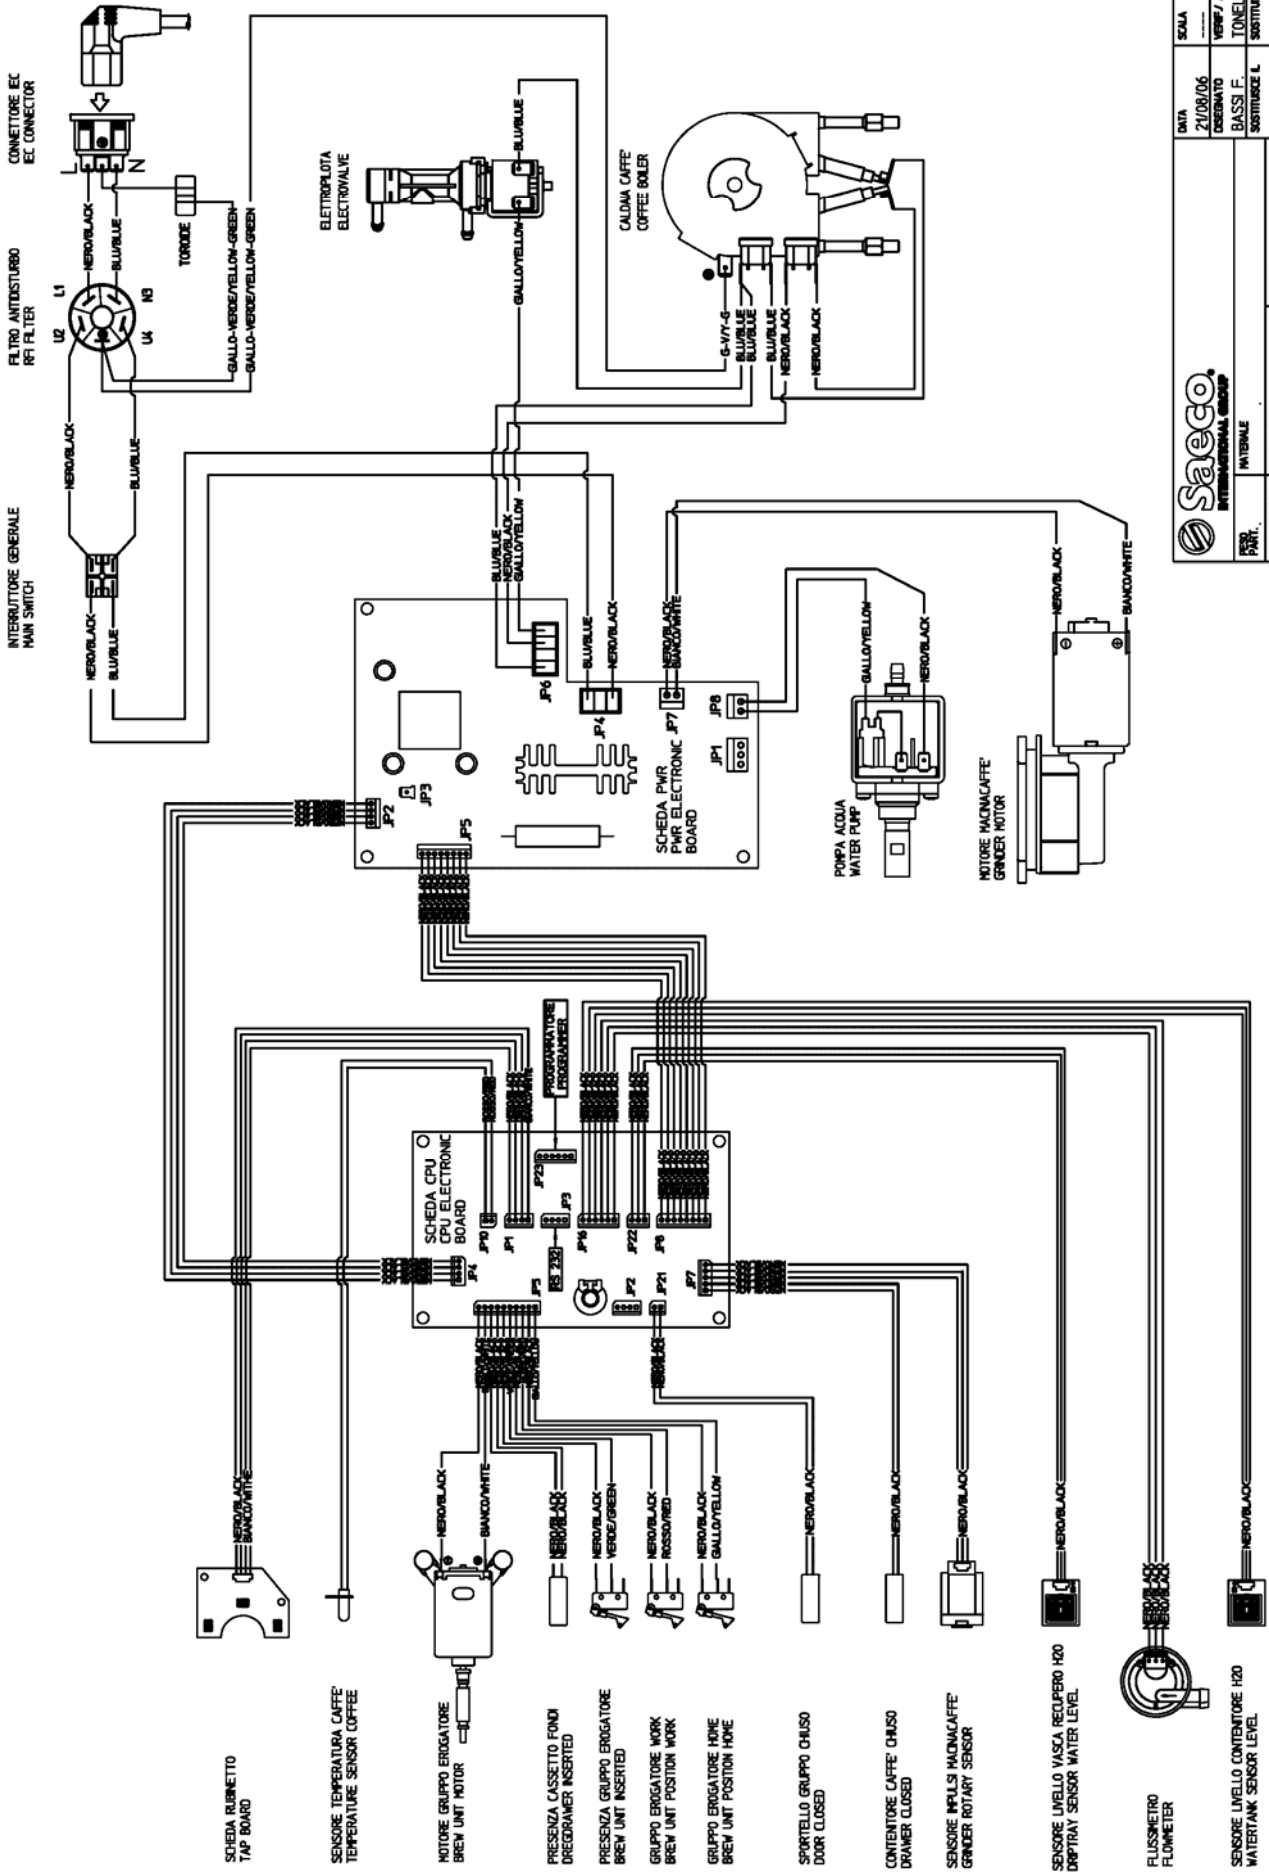 CONNETTORE IEC
IEC CONNECTOR
FILTRO ANTIDISTURBO
RFI FILTER
INTERRUTTORE GENERALE
MAIN SWITCH
L
N
NERO/BLACK
BLU/BLUE
TOROIDE
L1
N3
U2
U4
GIALLO-VERDE/YELLOW-GREEN
GIALLO-VERDE/YELLOW-GREEN
NERO/BLACK
BLU/BLUE
NERO/BLACK
BLU/BLUE
ELETTROPILOTA
ELECTROVALVE
BLU/BLUE
GIALLO/YELLOW
CALDAIA CAFFE'
COFFEE BOILER
G-V/Y-G
BLU/BLUE
BLU/BLUE
BLU/BLUE
NERO/BLACK
NERO/BLACK
BLU/BLUE
NERO/BLACK
GIALLO/YELLOW
JP6
BLU/BLUE
NERO/BLACK
JP4
NERO/BLACK
BIANCO/WHITE
JP7
JP8
JP1
JP2
JP3
JP5
SCHEDA PWR
PWR ELECTRONIC
BOARD
POMPA ACQUA
WATER PUMP
GIALLO/YELLOW
NERO/BLACK
MOTORE MACINACAFFE'
GRINDER MOTOR
NERO/BLACK
BIANCO/WHITE
SCHEDA CPU
CPU ELECTRONIC
BOARD
PROGRAMMATORE
PROGRAMMER
RS 232
JP10
JP1
JP23
JP3
JP16
JP22
JP4
JP5
JP2
JP21
JP7
SCHEDA RUBINETTO
TAP BOARD
NERO/BLACK
BIANCO/WITHE
SENSORE TEMPERATURA CAFFE'
TEMPERATURE SENSOR COFFEE
MOTORE GRUPPO EROGATORE
BREW UNIT MOTOR
NERO/BLACK
BIANCO/WHITE
PRESENZA CASSETTO FONDI
DREGDRAWER INSERTED
NERO/BLACK
NERO/BLACK
PRESENZA GRUPPO EROGATORE
BREW UNIT INSERTED
NERO/BLACK
VERDE/GREEN
GRUPPO EROGATORE WORK
BREW UNIT POSITION WORK
NERO/BLACK
ROSSO/RED
GRUPPO EROGATORE HOME
BREW UNIT POSITION HOME
NERO/BLACK
GIALLO/YELLOW
SPORTELLO GRUPPO CHIUSO
DOOR CLOSED
NERO/BLACK
CONTENITORE CAFFE' CHIUSO
DRAWER CLOSED
NERO/BLACK
SENSORE IMPULSI MACINACAFFE'
GRINDER ROTARY SENSOR
NERO/BLACK
SENSORE LIVELLO VASCA RECUPERO H2O
DRIPTRAY SENSOR WATER LEVEL
NERO/BLACK
FLUSSIMETRO
FLOWMETER
NERO/BLACK
NERO/BLACK
NERO/BLACK
SENSORE LIVELLO CONTENITORE H2O
WATERTANK SENSOR LEVEL
NERO/BLACK
Saeco
INTERNATIONAL GROUP
PESO
PART.
MATERIALE
DATA
21/08/06
DISEGNATO
BASSI F.
SOSTITUISCE IL
SCALA
----